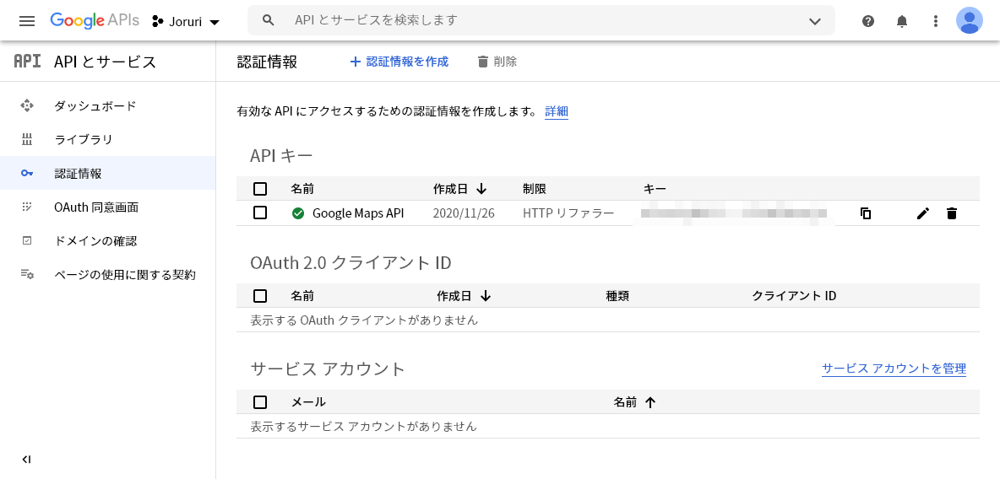 Google APIs Joruri API とサービスを検索します
API API とサービス
認証情報 認証情報を作成 削除
ダッシュボード
ライブラリ
認証情報
OAuth 同意画面
ドメインの確認
ページの使用に関する契約
有効な API にアクセスするための認証情報を作成します。 詳細
API キー
名前 作成日 制限 キー
Google Maps API 2020/11/26 HTTP リファラー
OAuth 2.0 クライアント ID
名前 作成日 種類 クライアント ID
表示する OAuth クライアントがありません
サービス アカウント サービス アカウントを管理
メール 名前
表示するサービス アカウントがありません